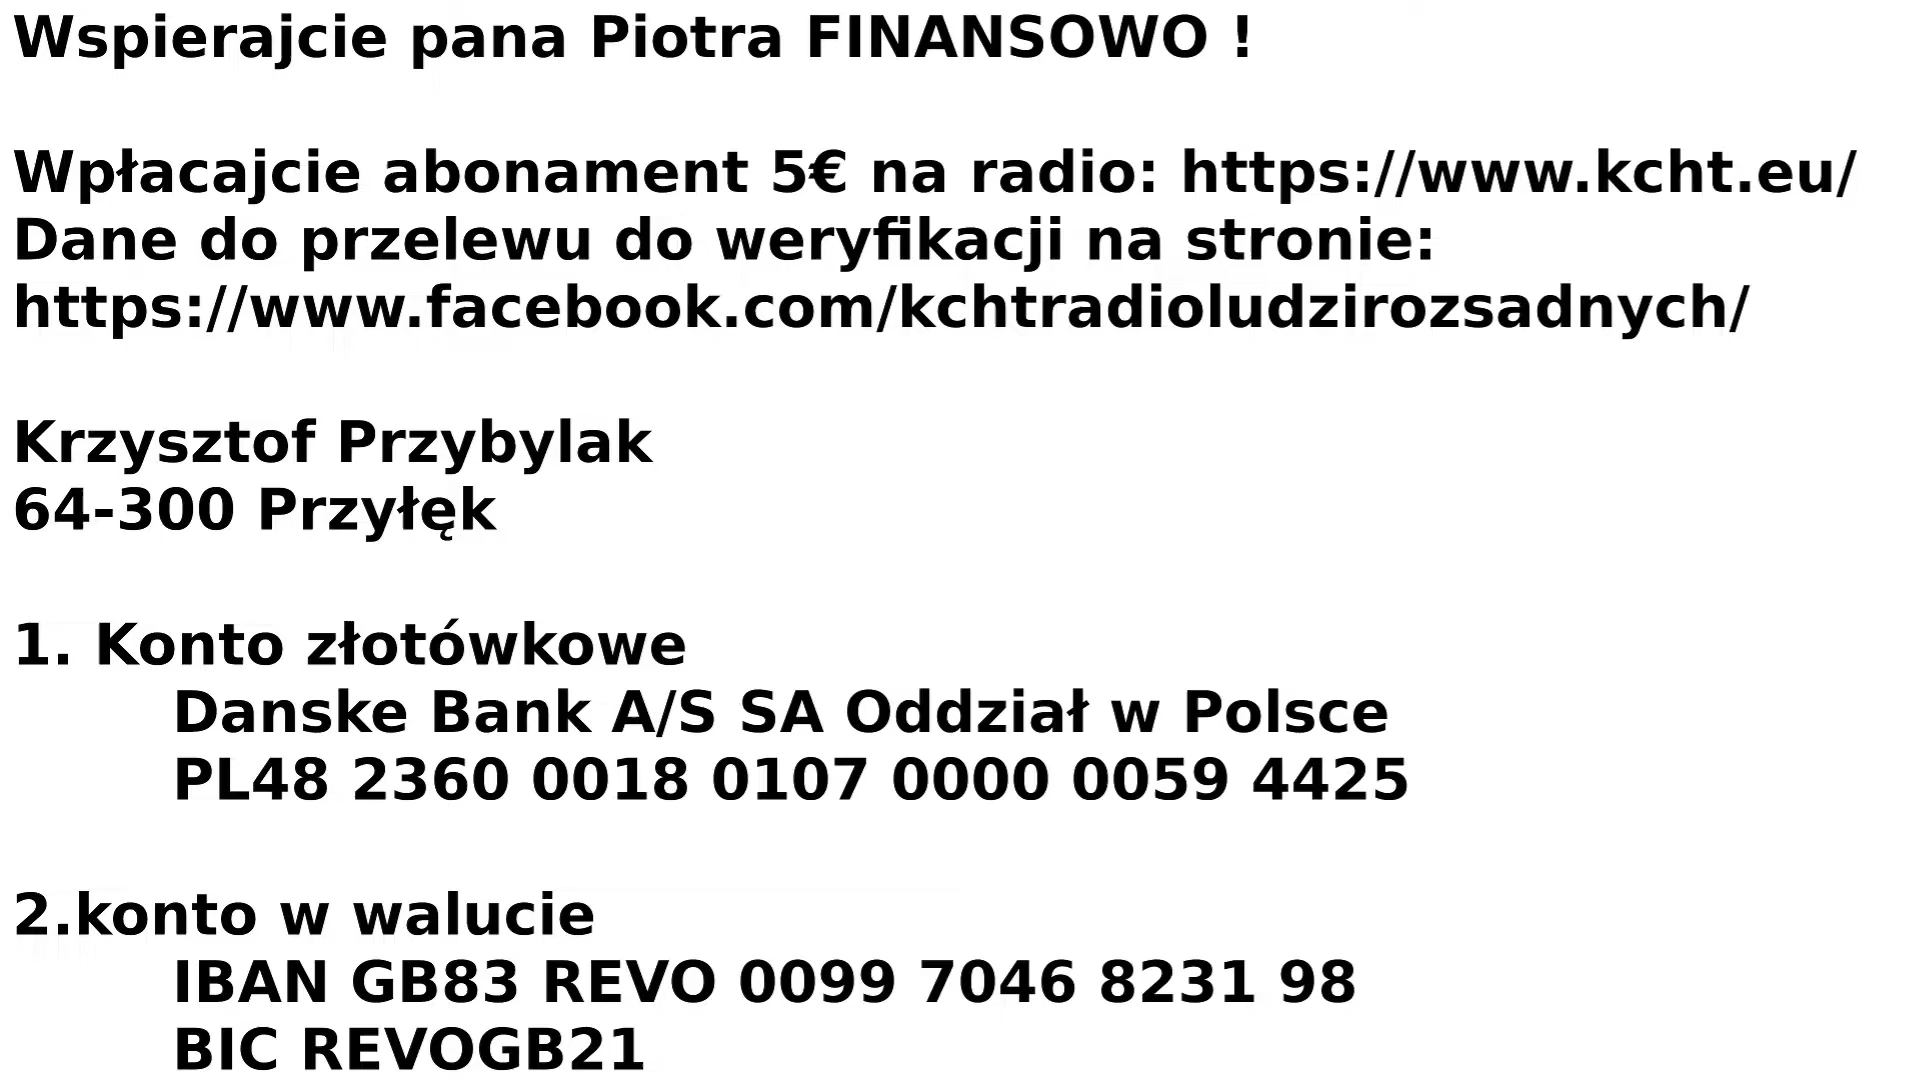 Wspierajcie pana Piotra FINANSOWO !
Wpłacajcie abonament 5€ na radio: https://www.kcht.eu/
Dane do przelewu do weryfikacji na stronie:
https://www.facebook.com/kchtradioludzirozsadnych/
Krzysztof Przybylak
64-300 Przyłęk
1. Konto złotówkowe
Danske Bank A/S SA Oddział w Polsce
PL48 2360 0018 0107 0000 0059 4425
2.konto w walucie
IBAN GB83 REVO 0099 7046 8231 98
BIC REVOGB21